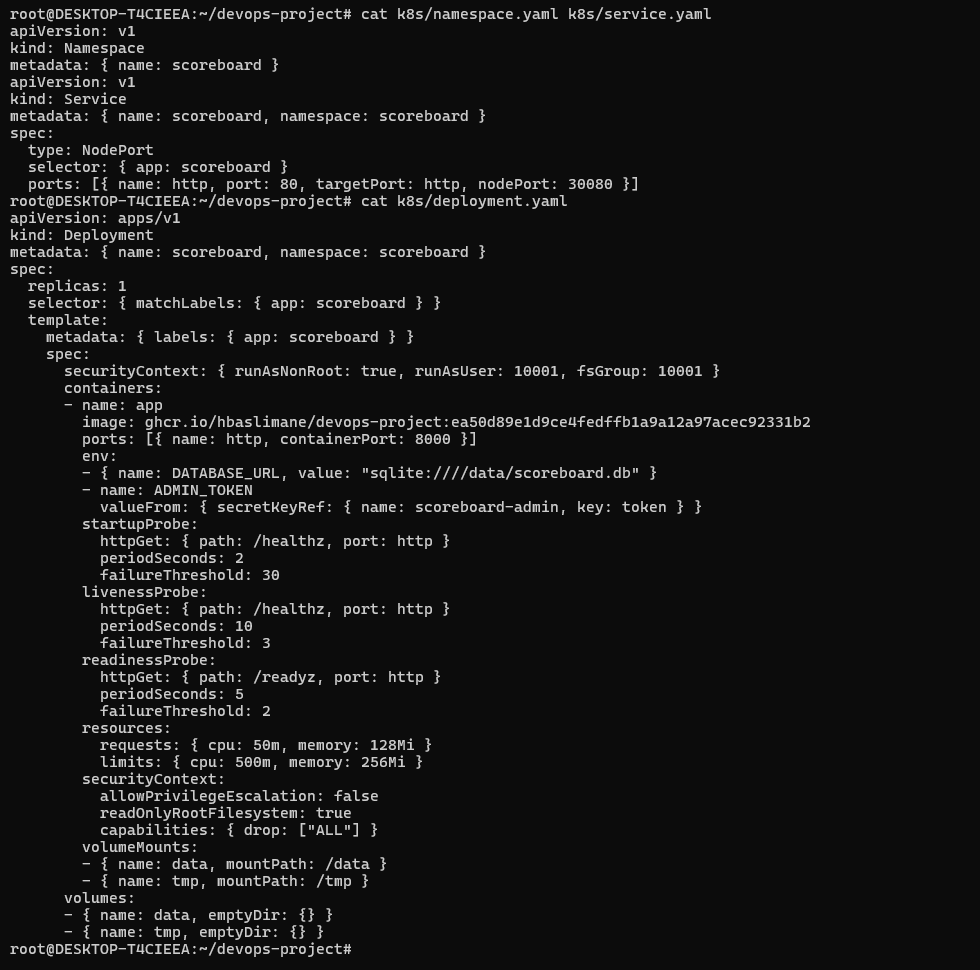 root@DESKTOP-T4CIEEA:~/devops-project# cat k8s/namespace.yaml k8s/service.yaml
apiVersion: v1
kind: Namespace
metadata: { name: scoreboard }
apiVersion: v1
kind: Service
metadata: { name: scoreboard, namespace: scoreboard }
spec:
  type: NodePort
  selector: { app: scoreboard }
  ports: [{ name: http, port: 80, targetPort: http, nodePort: 30080 }]
root@DESKTOP-T4CIEEA:~/devops-project# cat k8s/deployment.yaml
apiVersion: apps/v1
kind: Deployment
metadata: { name: scoreboard, namespace: scoreboard }
spec:
  replicas: 1
  selector: { matchLabels: { app: scoreboard } }
  template:
    metadata: { labels: { app: scoreboard } }
    spec:
      securityContext: { runAsNonRoot: true, runAsUser: 10001, fsGroup: 10001 }
      containers:
      - name: app
        image: ghcr.io/hbaslimane/devops-project:ea50d89e1d9ce4fedffb1a9a12a97acec92331b2
        ports: [{ name: http, containerPort: 8000 }]
        env:
        - { name: DATABASE_URL, value: "sqlite:////data/scoreboard.db" }
        - name: ADMIN_TOKEN
          valueFrom: { secretKeyRef: { name: scoreboard-admin, key: token } }
        startupProbe:
          httpGet: { path: /healthz, port: http }
          periodSeconds: 2
          failureThreshold: 30
        livenessProbe:
          httpGet: { path: /healthz, port: http }
          periodSeconds: 10
          failureThreshold: 3
        readinessProbe:
          httpGet: { path: /readyz, port: http }
          periodSeconds: 5
          failureThreshold: 2
        resources:
          requests: { cpu: 50m, memory: 128Mi }
          limits: { cpu: 500m, memory: 256Mi }
        securityContext:
          allowPrivilegeEscalation: false
          readOnlyRootFilesystem: true
          capabilities: { drop: ["ALL"] }
        volumeMounts:
        - { name: data, mountPath: /data }
        - { name: tmp, mountPath: /tmp }
      volumes:
      - { name: data, emptyDir: {} }
      - { name: tmp, emptyDir: {} }
root@DESKTOP-T4CIEEA:~/devops-project#